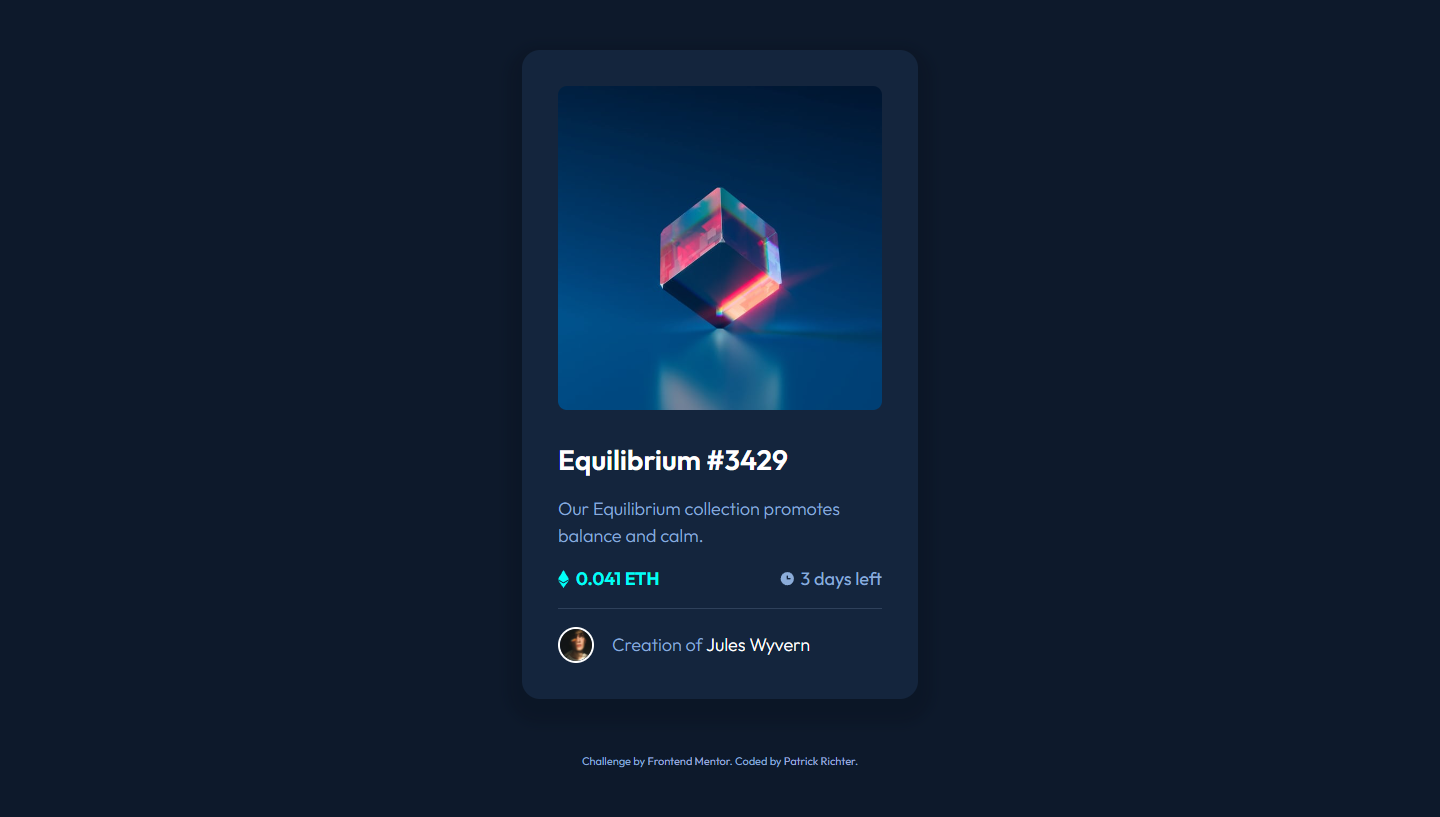 Equilibrium #3429
Our Equilibrium collection promotes
balance and calm.
0.041 ETH
3 days left
Creation of Jules Wyvern
Challenge by Frontend Mentor. Coded by Patrick Richter.